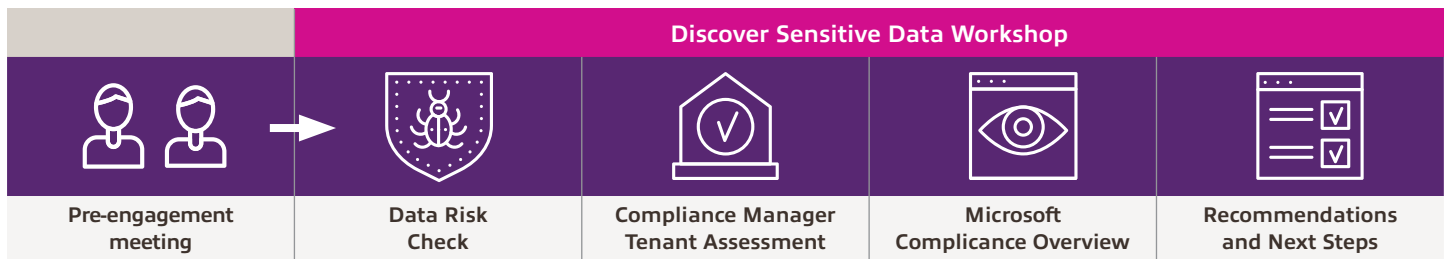 Discover Sensitive Data Workshop
Pre-engagement
meeting
Data Risk
Check
Compliance Manager
Tenant Assessment
Microsoft
Complicance Overview
Recommendations
and Next Steps